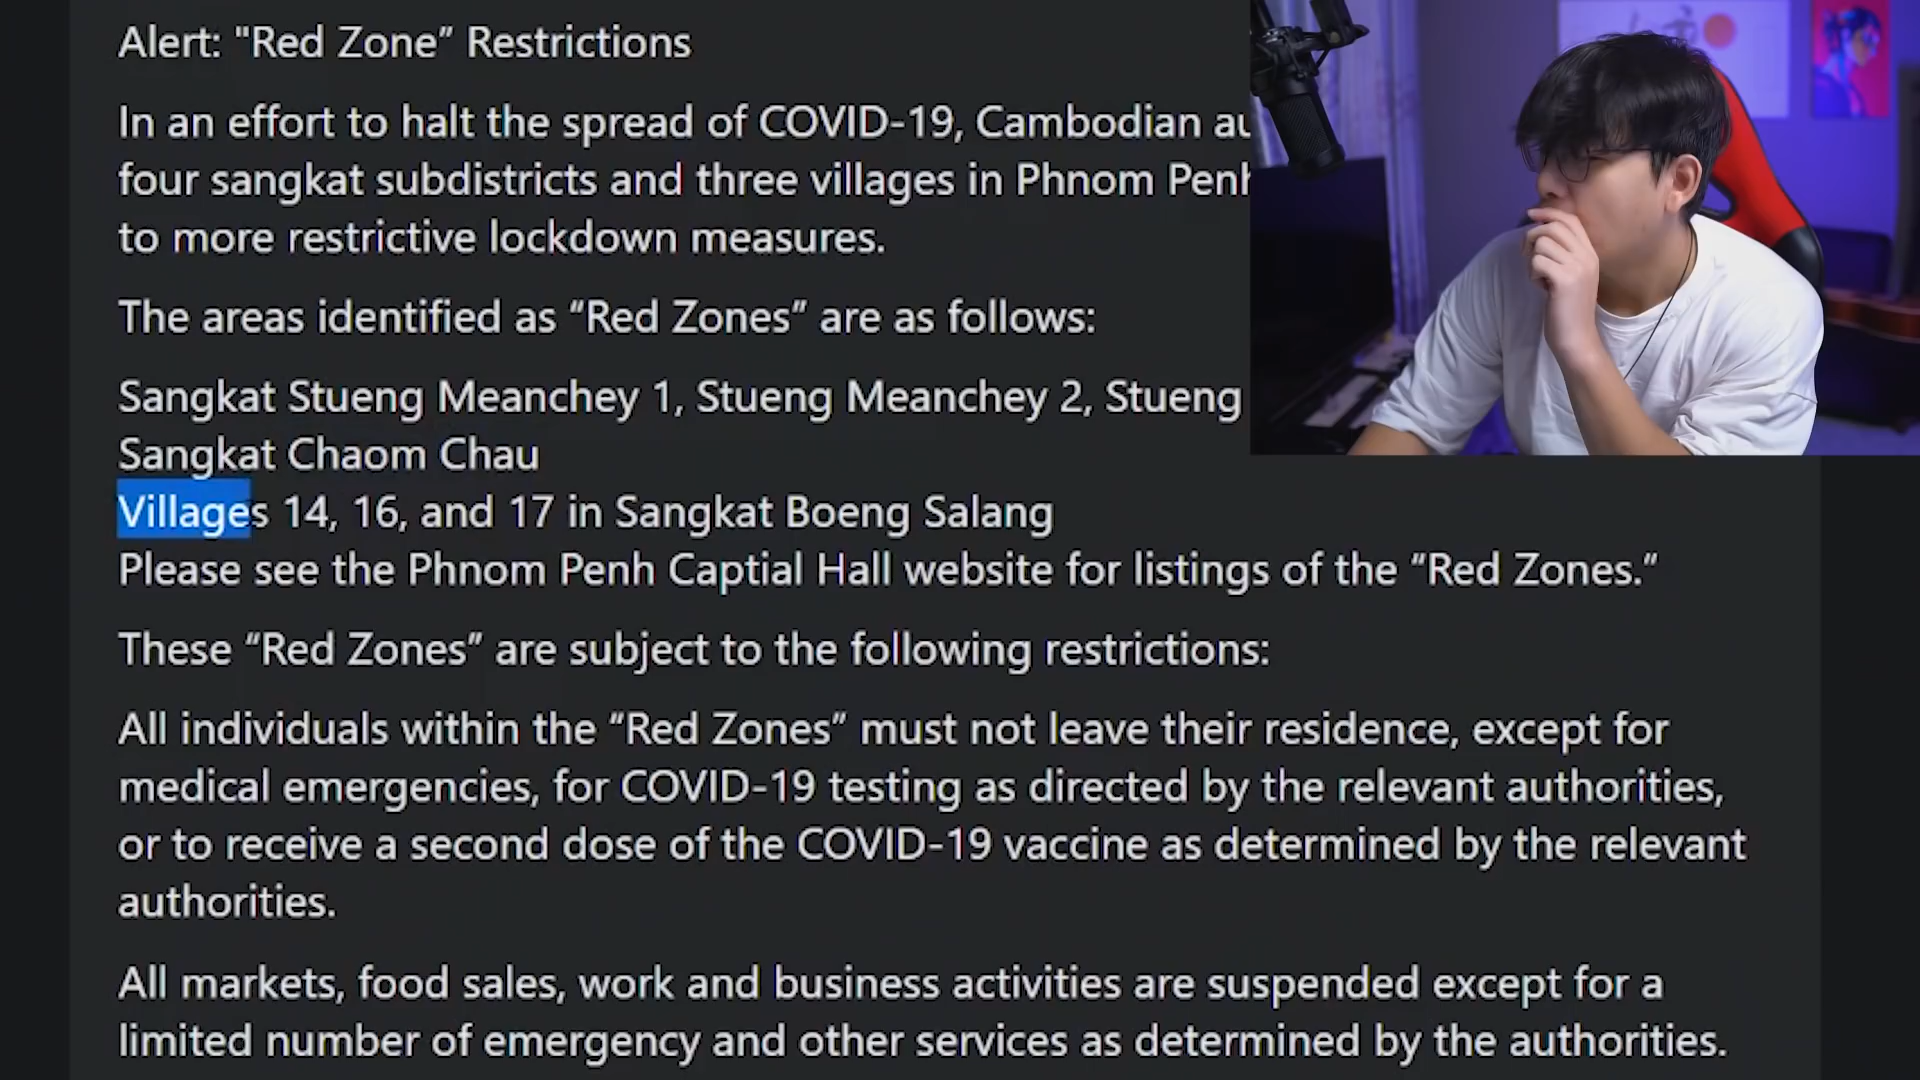 Alert: "Red Zone” Restrictions
In an effort to halt the spread of COVID-19, Cambodian
four sangkat subdistricts and three villages in Phnom Penh
to more restrictive lockdown measures.
The areas identified as “Red Zones” are as follows:
Sangkat Stueng Meanchey 1, Stueng Meanchey 2, Stueng
Sangkat Chaom Chau
Villages 14, 16, and 17 in Sangkat Boeng Salang
Please see the Phnom Penh Captial Hall website for listings of the “Red Zones.”
These “Red Zones” are subject to the following restrictions:
All individuals within the “Red Zones” must not leave their residence, except for
medical emergencies, for COVID-19 testing as directed by the relevant authorities,
or to receive a second dose of the COVID-19 vaccine as determined by the relevant
authorities.
All markets, food sales, work and business activities are suspended except for a
limited number of emergency and other services as determined by the authorities.